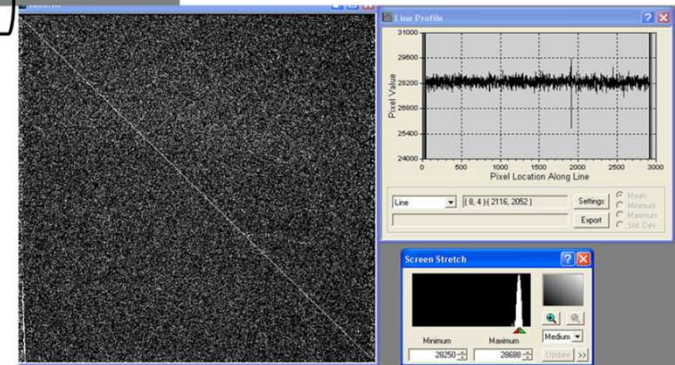 Line Profile
31000
29600
28200
26800
25400
24000
Pixel Value
0 500 1000 1500 2000 2500 3000
Pixel Location Along Line
Line ( 8, 4 )( 2116, 2052 ) Settings
Export
Mean
Minimum
Maximum
Std. Dev.
Screen Stretch
Minimum Maximum Medium
28250 28688 Update >>